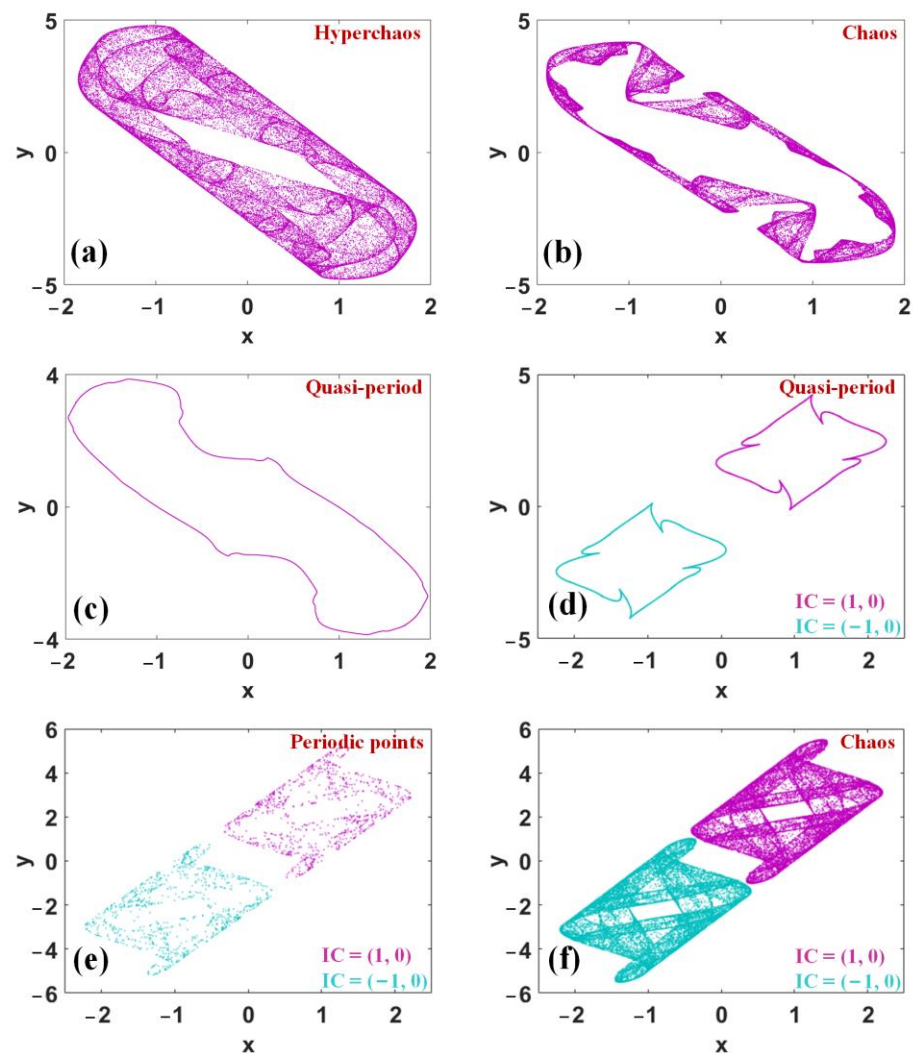 Hyperchaos
5
0
−5
−2 −1 0 1 2
x
y
(a)
Chaos
5
0
−5
−2 −1 0 1 2
x
y
(b)
Quasi-period
4
0
−4
−2 −1 0 1 2
x
y
(c)
Quasi-period
5
0
−5
−2 −1 0 1 2
x
y
(d)
IC = (1, 0)
IC = (−1, 0)
Periodic points
6
4
2
0
−2
−4
−6
−2 −1 0 1 2
x
y
(e)
IC = (1, 0)
IC = (−1, 0)
Chaos
6
4
2
0
−2
−4
−6
−2 −1 0 1 2
x
y
(f)
IC = (1, 0)
IC = (−1, 0)